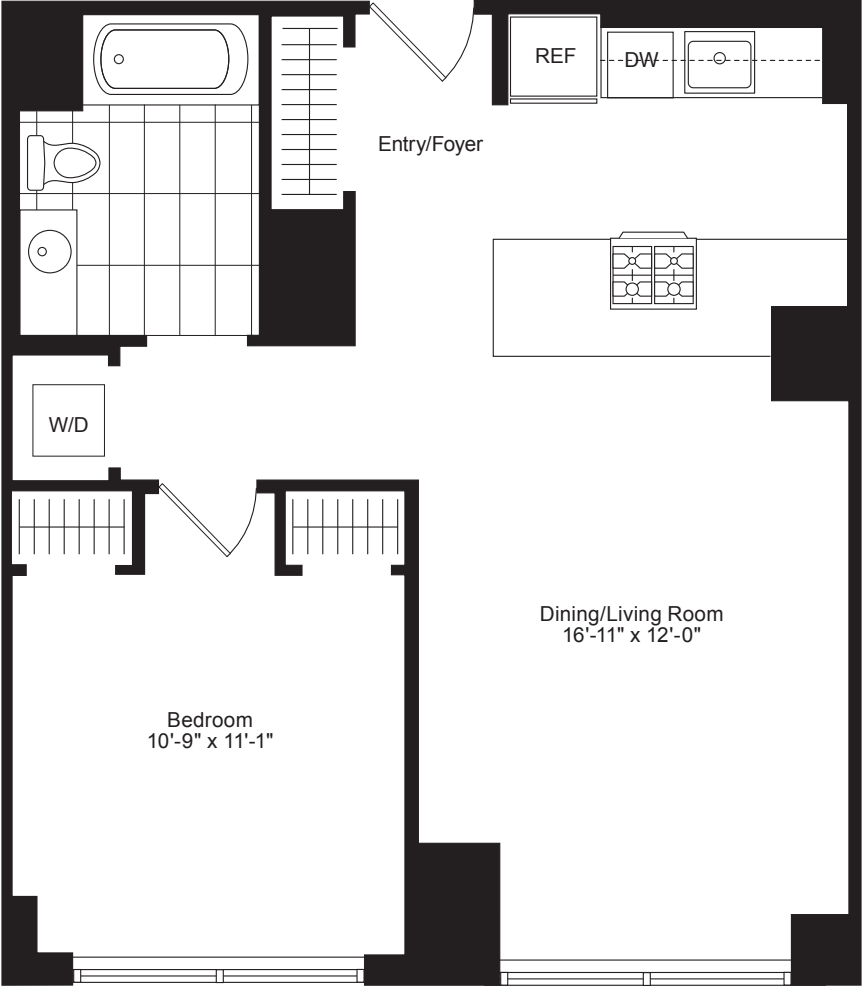 REF
DW
Entry/Foyer
W/D
Dining/Living Room
16'-11" x 12'-0"
Bedroom
10'-9" x 11'-1"